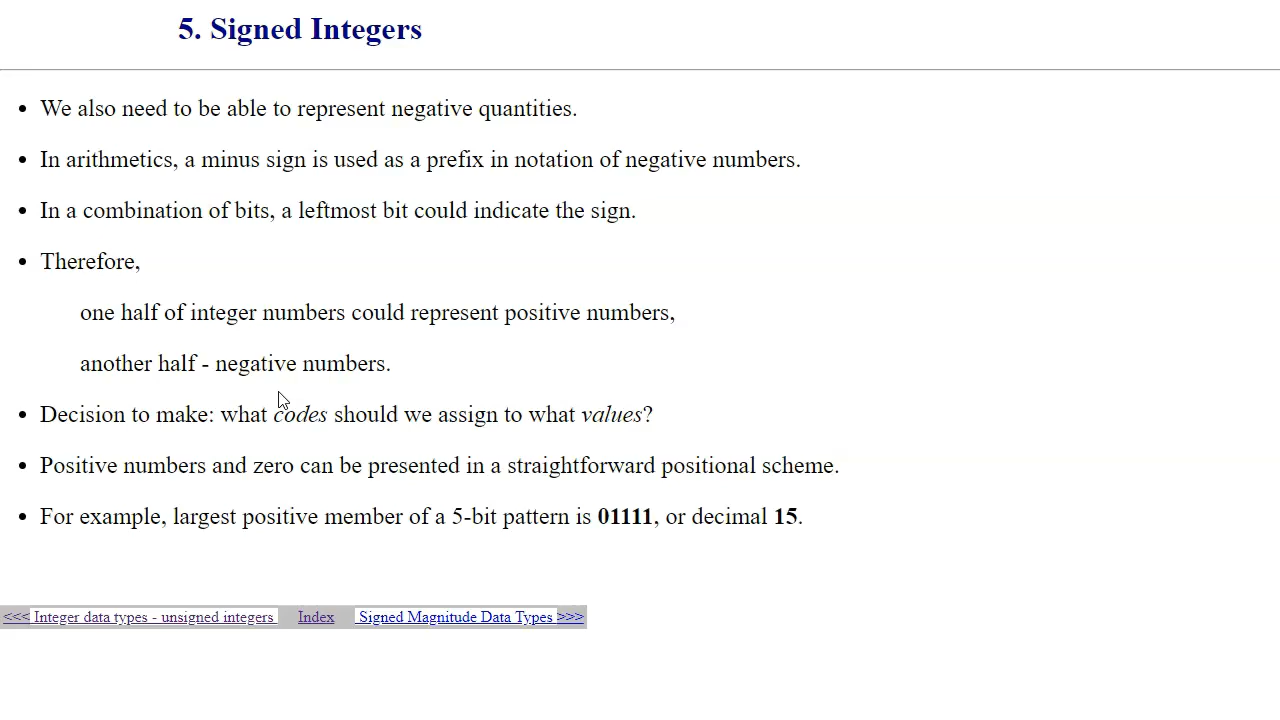 5. Signed Integers
• We also need to be able to represent negative quantities.
• In arithmetics, a minus sign is used as a prefix in notation of negative numbers.
• In a combination of bits, a leftmost bit could indicate the sign.
• Therefore,
one half of integer numbers could represent positive numbers,
another half - negative numbers.
• Decision to make: what codes should we assign to what values?
• Positive numbers and zero can be presented in a straightforward positional scheme.
• For example, largest positive member of a 5-bit pattern is 01111, or decimal 15.
<<< Integer data types - unsigned integers Index Signed Magnitude Data Types >>>